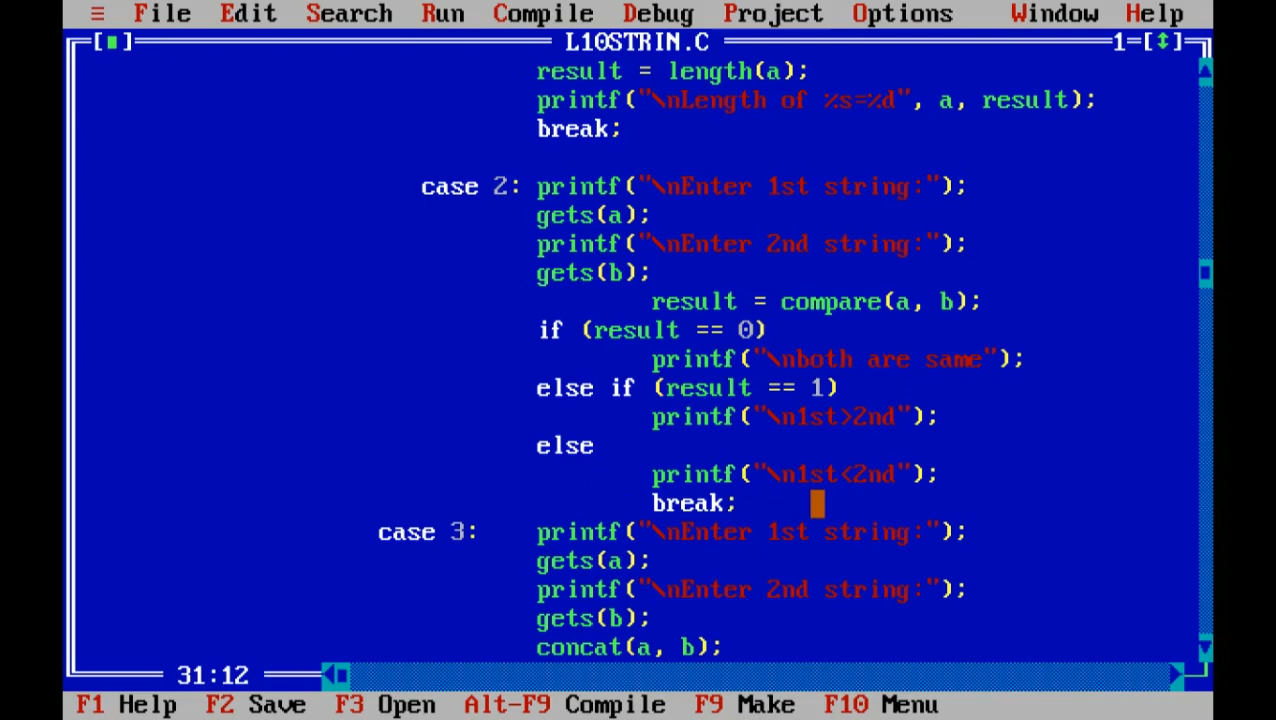 ≡ File Edit Search Run Compile Debug Project Options Window Help
[■] L10STRIN.C 1=[↕]
result = length(a);
printf("\nLength of %s=%d", a, result);
break;
case 2: printf("\nEnter 1st string:");
gets(a);
printf("\nEnter 2nd string:");
gets(b);
result = compare(a, b);
if (result == 0)
printf("\nboth are same");
else if (result == 1)
printf("\n1st>2nd");
else
printf("\n1st<2nd");
break;
case 3: printf("\nEnter 1st string:");
gets(a);
printf("\nEnter 2nd string:");
gets(b);
concat(a, b);
31:12
F1 Help F2 Save F3 Open Alt-F9 Compile F9 Make F10 Menu